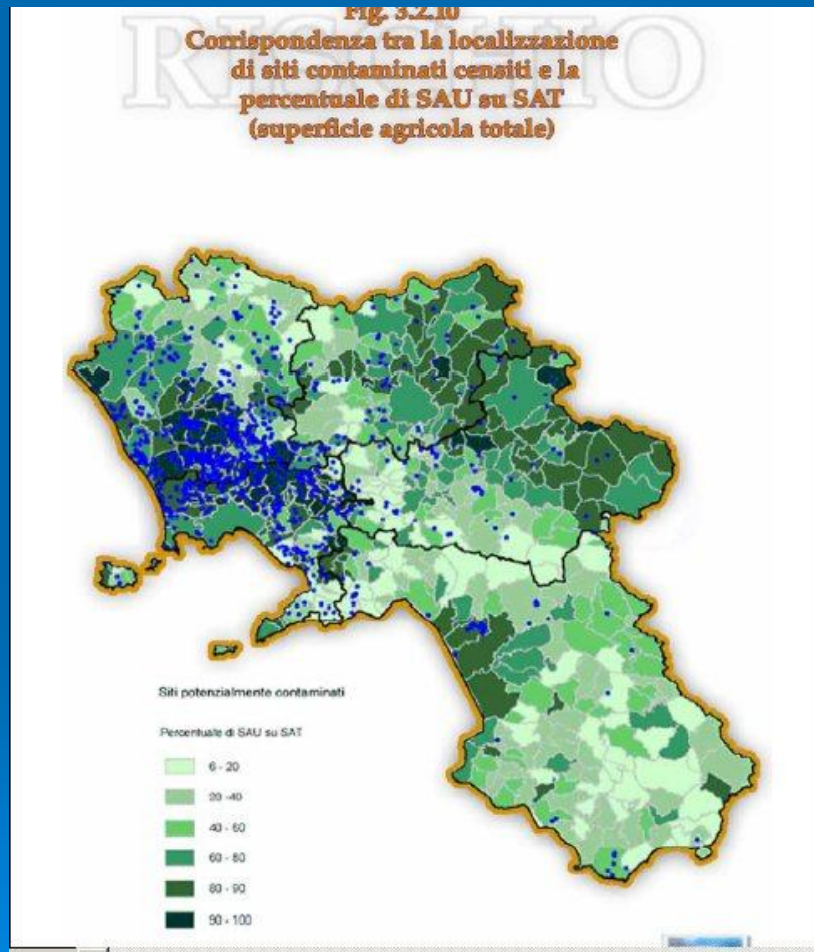 Fig. 3.2.10
RISCHIO
Corrispondenza tra la localizzazione
di siti contaminati censiti e la
percentuale di SAU su SAT
(superficie agricola totale)
Siti potenzialmente contaminati
Percentuale di SAU su SAT
6 - 20
20 -40
40 - 60
60 - 80
80 - 90
90 - 100